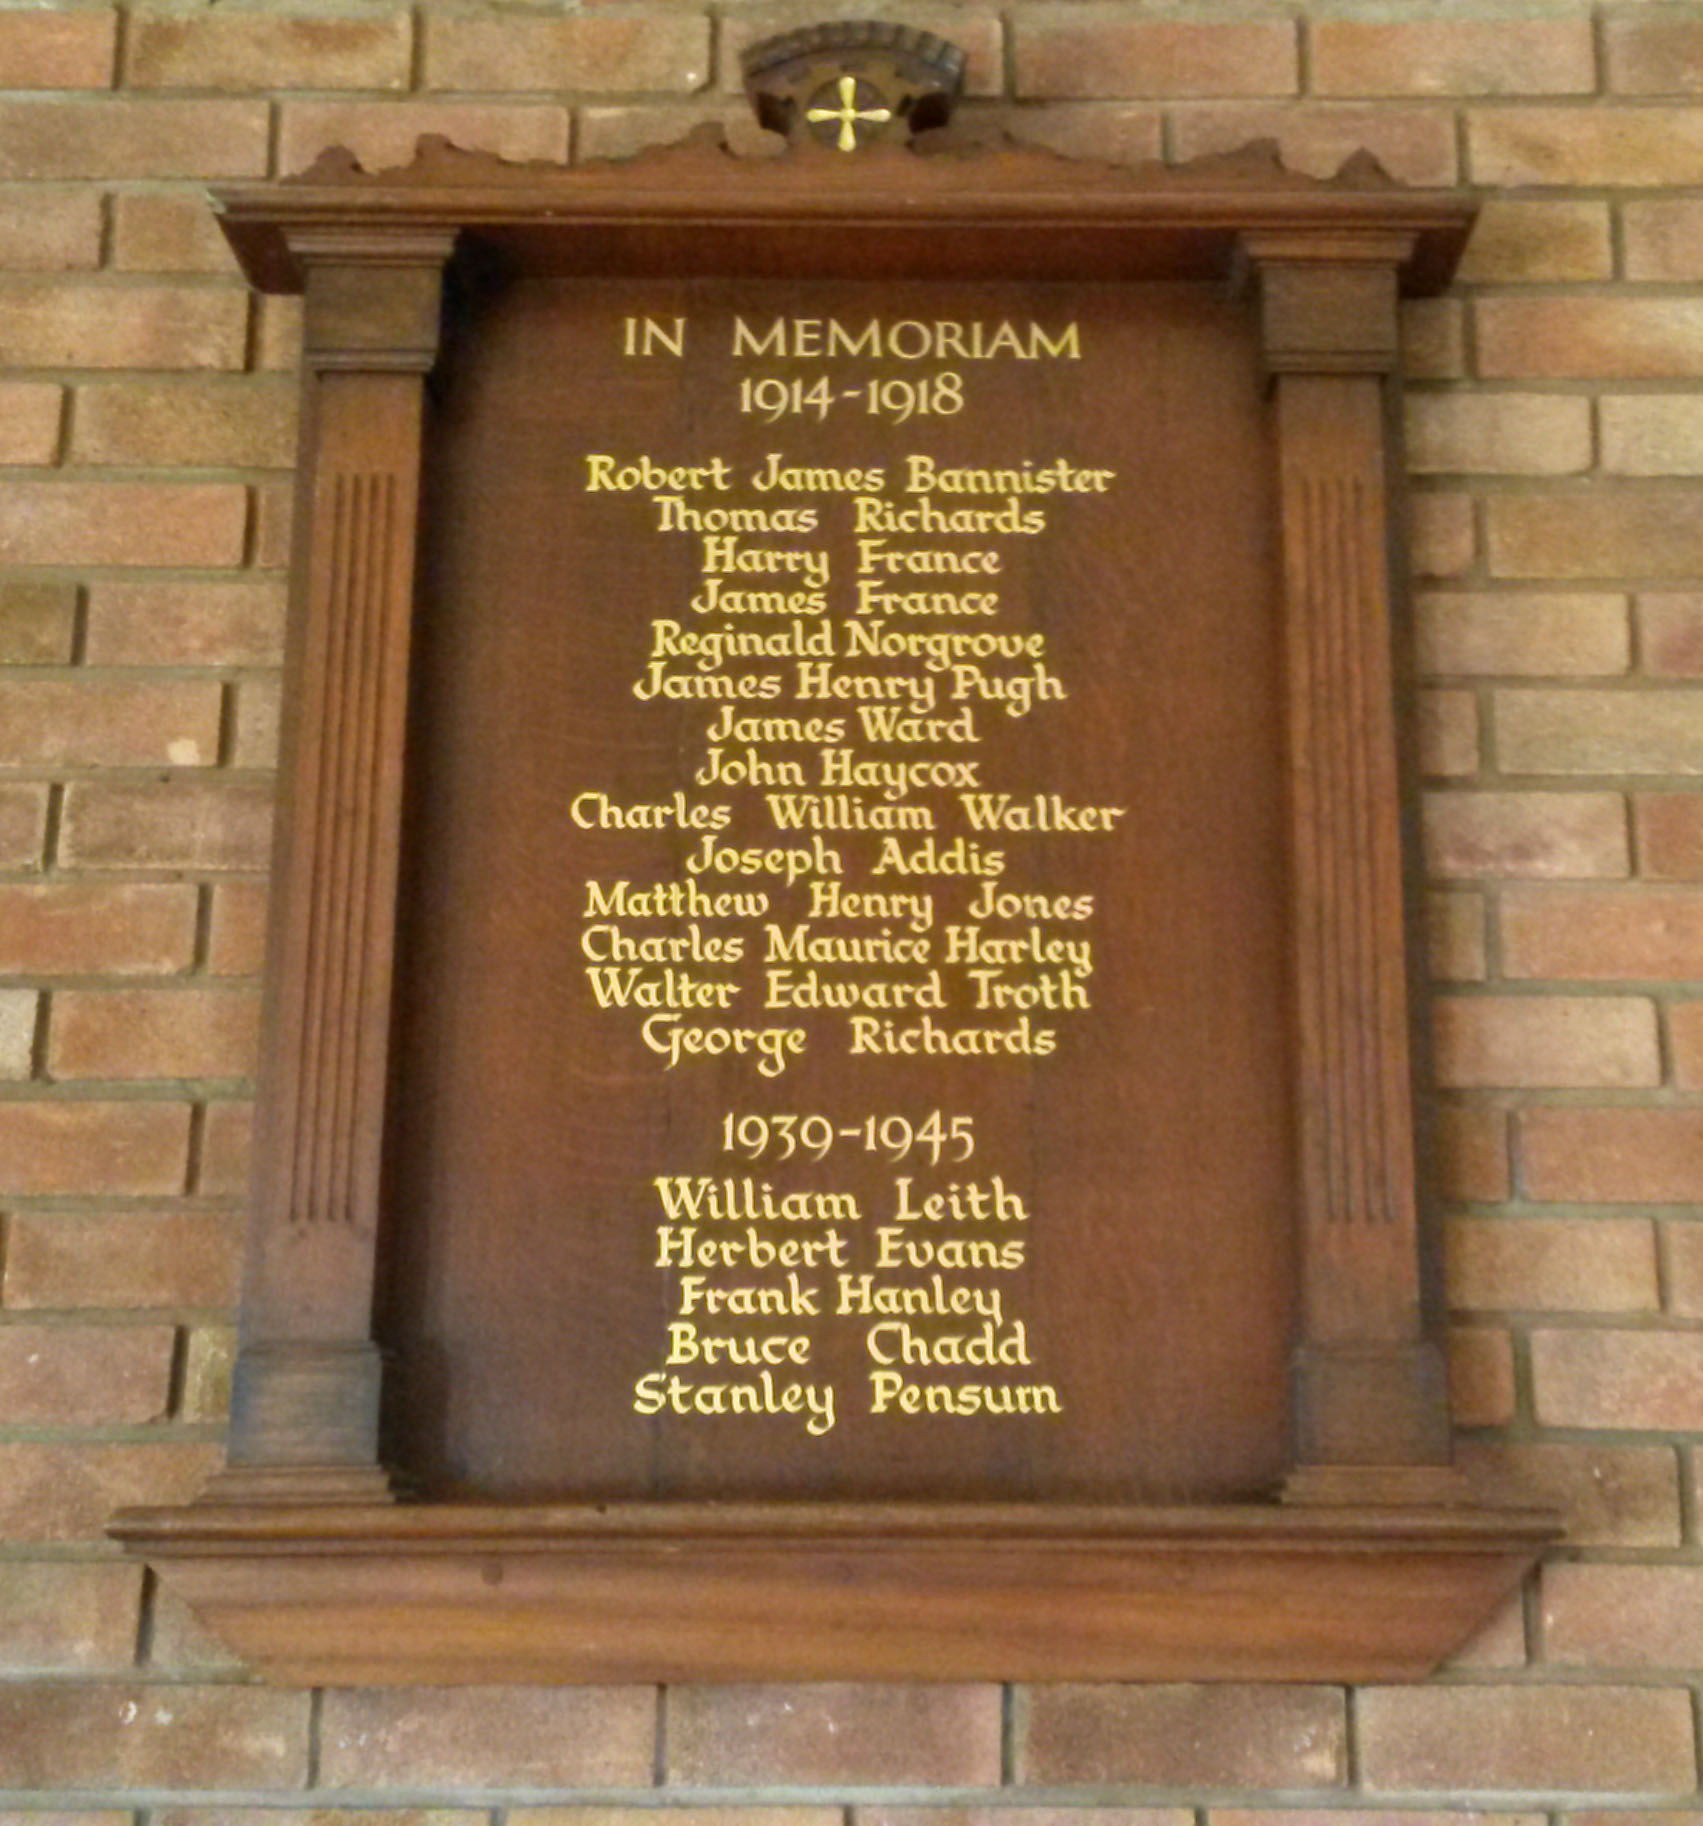 IN MEMORIAM
1914-1918
Robert James Bannister
Thomas Richards
Harry France
James France
Reginald Norgrove
James Henry Pugh
James Ward
John Haycox
Charles William Walker
Joseph Addis
Matthew Henry Jones
Charles Maurice Harley
Walter Edward Troth
George Richards
1939-1945
William Leith
Herbert Evans
Frank Hanley
Bruce Chadd
Stanley Pensum